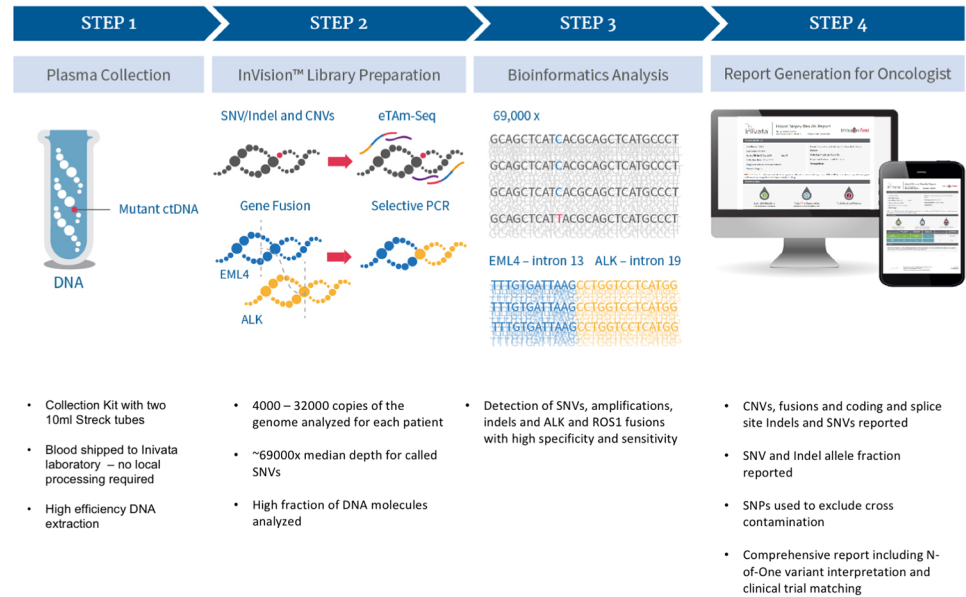 STEP 1
STEP 2
STEP 3
STEP 4
Plasma Collection
InVision™ Library Preparation
Bioinformatics Analysis
Report Generation for Oncologist
Mutant ctDNA
DNA
SNV/Indel and CNVs
eTAm-Seq
Gene Fusion
Selective PCR
EML4
ALK
69,000 x
GCAGCTCATCACGCAGCTCATGCCCT
GCAGCTCATCACGCAGCTCATGCCCT
GCAGCTCATCACGCAGCTCATGCCCT
GCAGCTCATTACGCAGCTCATGCCCT
EML4 – intron 13 ALK – intron 19
TTTGTGATTAAGCCTGGTCCTCATGG
TTTGTGATTAAGCCTGGTCCTCATGG
TTTGTGATTAAGCCTGGTCCTCATGG
inivata
• Collection Kit with two
10ml Streck tubes
• Blood shipped to Inivata
laboratory – no local
processing required
• High efficiency DNA
extraction
• 4000 – 32000 copies of the
genome analyzed for each patient
• ~69000x median depth for called
SNVs
• High fraction of DNA molecules
analyzed
• Detection of SNVs, amplifications,
indels and ALK and ROS1 fusions
with high specificity and sensitivity
• CNVs, fusions and coding and splice
site Indels and SNVs reported
• SNV and Indel allele fraction
reported
• SNPs used to exclude cross
contamination
• Comprehensive report including N-
of-One variant interpretation and
clinical trial matching